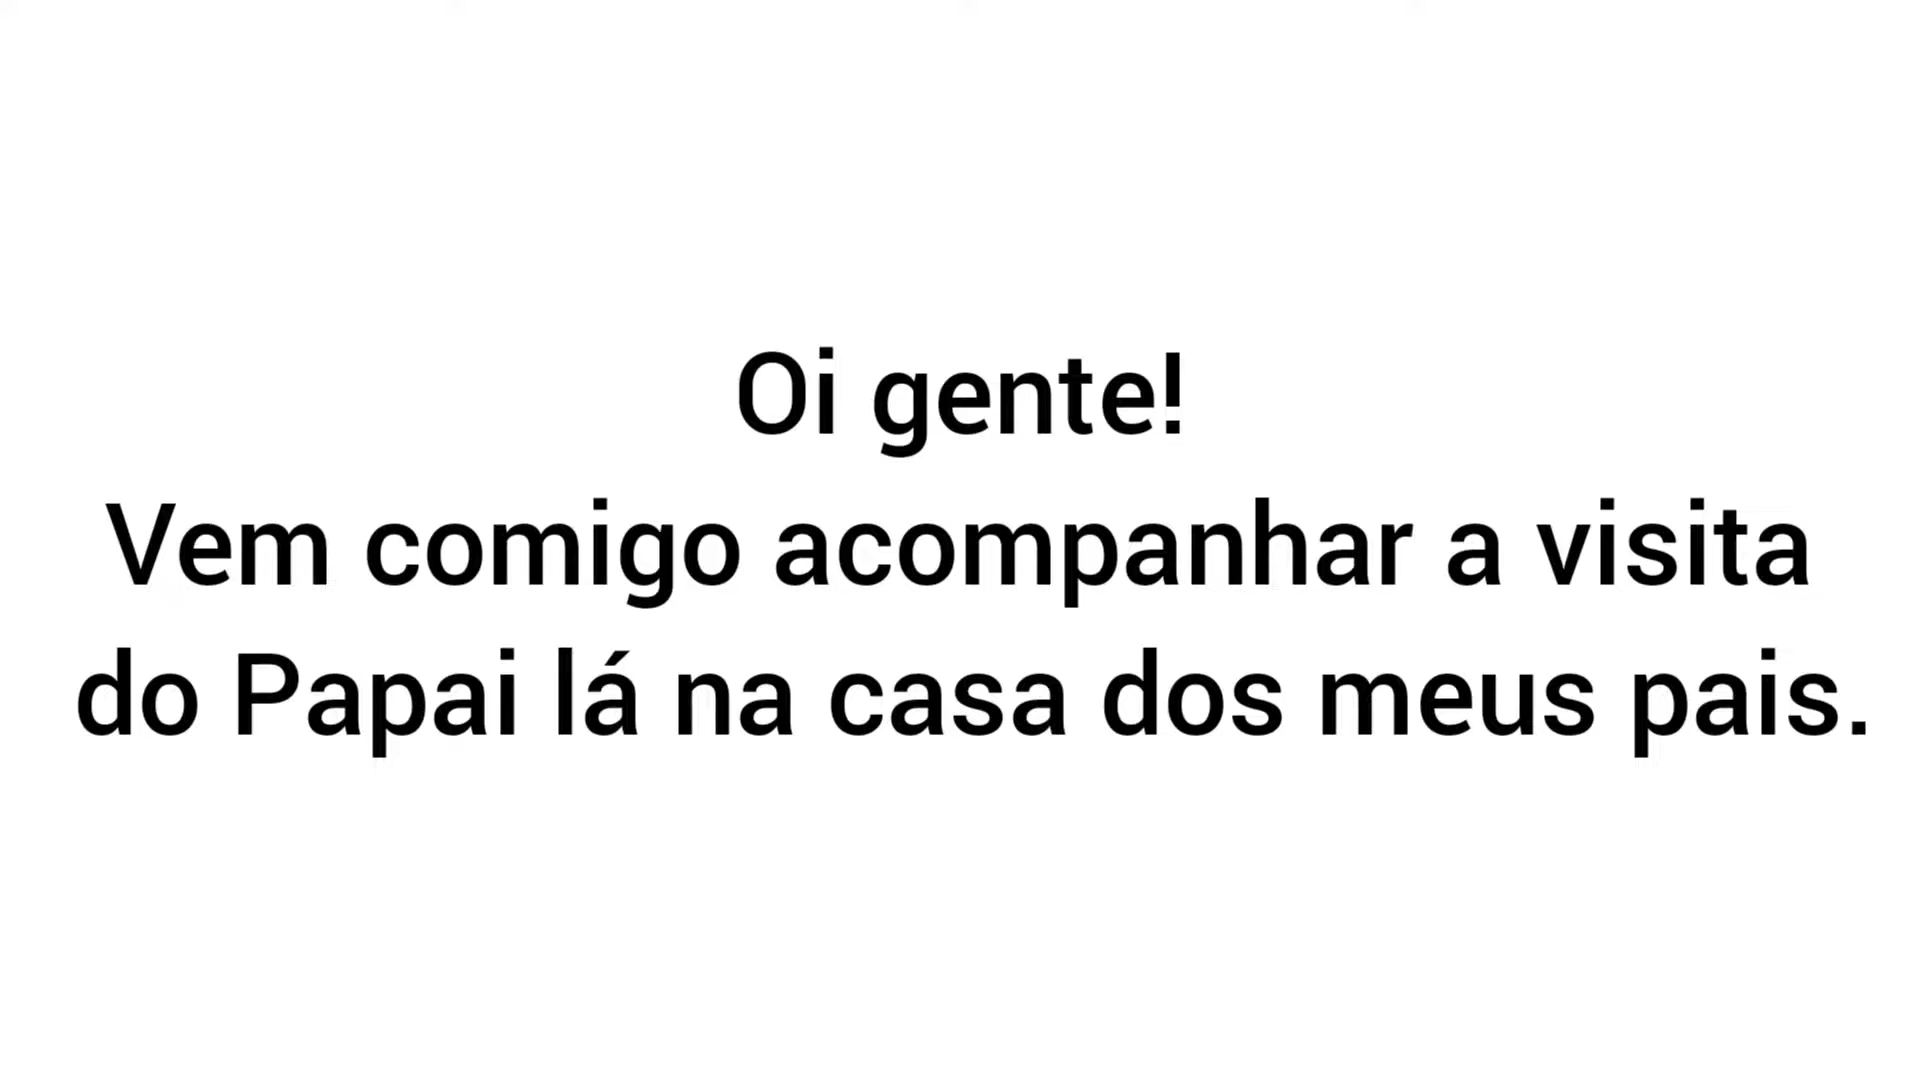 Oi gente!
Vem comigo acompanhar a visita
do Papai lá na casa dos meus pais.